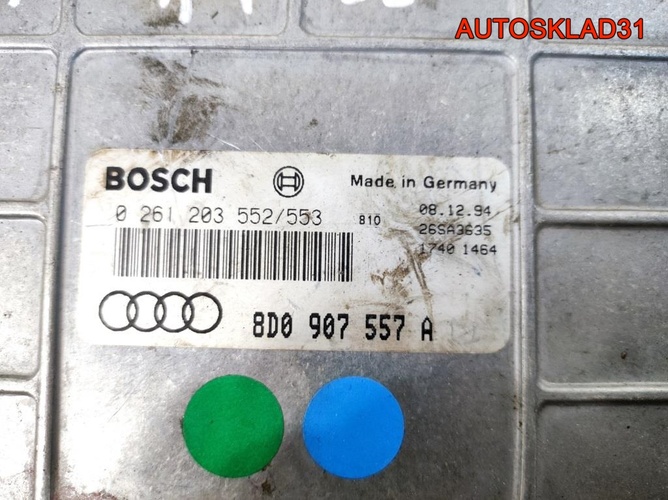 AUTOSKLAD31
BOSCH Made in Germany
0 261 203 552/553 810 08.12.94
26SA3635
1740 1464
8D0 907 557 A